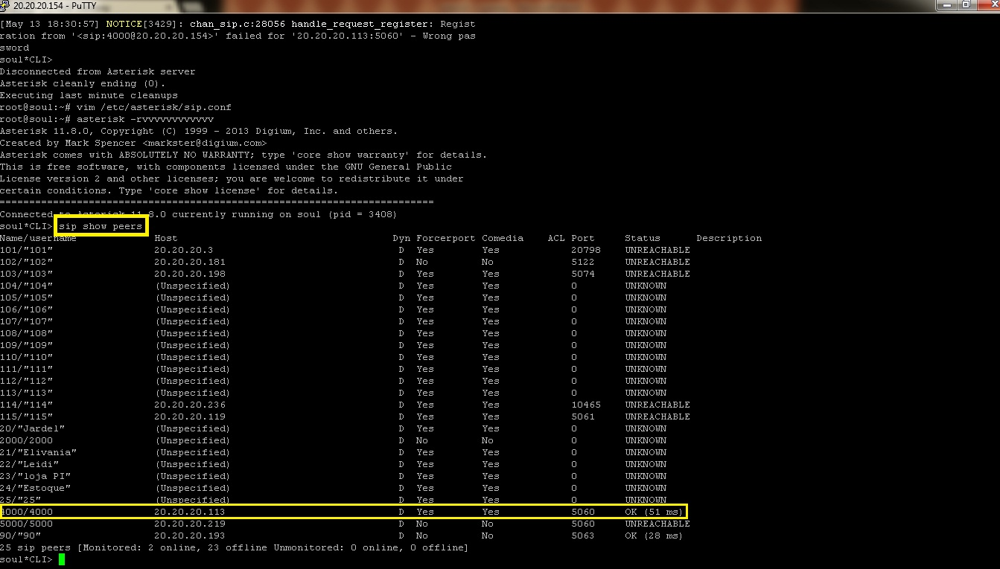 20.20.20.154 - PuTTY
[May 13 18:30:57] NOTICE[3429]: chan_sip.c:28056 handle_request_register: Regist
ration from '<sip:4000@20.20.20.154>' failed for '20.20.20.113:5060' - Wrong pas
sword
soul*CLI>
Disconnected from Asterisk server
Asterisk cleanly ending (0).
Executing last minute cleanups
root@soul:~# vim /etc/asterisk/sip.conf
root@soul:~# asterisk -rvvvvvvvvvvvv
Asterisk 11.8.0, Copyright (C) 1999 - 2013 Digium, Inc. and others.
Created by Mark Spencer <markster@digium.com>
Asterisk comes with ABSOLUTELY NO WARRANTY; type 'core show warranty' for details.
This is free software, with components licensed under the GNU General Public
License version 2 and other licenses; you are welcome to redistribute it under
certain conditions. Type 'core show license' for details.
=========================================================================
Connected to Asterisk 11.8.0 currently running on soul (pid = 3408)
soul*CLI> sip show peers
Name/username Host Dyn Forcerport Comedia ACL Port Status Description
101/"101" 20.20.20.3 D Yes Yes 20798 UNREACHABLE
102/"102" 20.20.20.181 D No No 5122 UNREACHABLE
103/"103" 20.20.20.198 D Yes Yes 5074 UNREACHABLE
104/"104" (Unspecified) D Yes Yes 0 UNKNOWN
105/"105" (Unspecified) D Yes Yes 0 UNKNOWN
106/"106" (Unspecified) D Yes Yes 0 UNKNOWN
107/"107" (Unspecified) D Yes Yes 0 UNKNOWN
108/"108" (Unspecified) D Yes Yes 0 UNKNOWN
109/"109" (Unspecified) D Yes Yes 0 UNKNOWN
110/"110" (Unspecified) D Yes Yes 0 UNKNOWN
111/"111" (Unspecified) D Yes Yes 0 UNKNOWN
112/"112" (Unspecified) D Yes Yes 0 UNKNOWN
113/"113" (Unspecified) D Yes Yes 0 UNKNOWN
114/"114" 20.20.20.236 D Yes Yes 10465 UNREACHABLE
115/"115" 20.20.20.119 D Yes Yes 5061 UNREACHABLE
20/"Jardel" (Unspecified) D Yes Yes 0 UNKNOWN
2000/2000 (Unspecified) D No No 0 UNKNOWN
21/"Elivania" (Unspecified) D Yes Yes 0 UNKNOWN
22/"Leidi" (Unspecified) D Yes Yes 0 UNKNOWN
23/"loja PI" (Unspecified) D Yes Yes 0 UNKNOWN
24/"Estoque" (Unspecified) D Yes Yes 0 UNKNOWN
25/"25" (Unspecified) D Yes Yes 0 UNKNOWN
4000/4000 20.20.20.113 D Yes Yes 5060 OK (51 ms)
5000/5000 20.20.20.219 D No No 5060 UNREACHABLE
90/"90" 20.20.20.193 D No No 5063 OK (28 ms)
25 sip peers [Monitored: 2 online, 23 offline Unmonitored: 0 online, 0 offline]
soul*CLI>